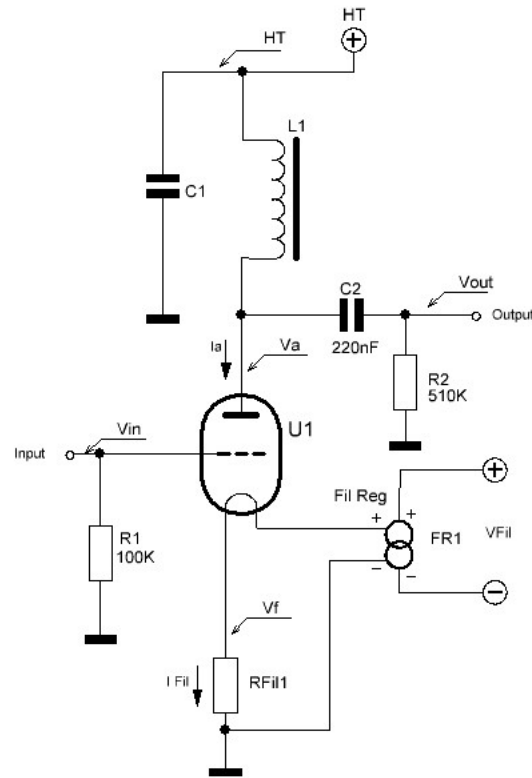 HT
HT
L1
C1
C2
Vout
Output
220nF
Ia
Va
R2
510K
U1
Vin
Input
Fil Reg
+
+
+
R1
100K
FR1
VFil
−
−
−
Vf
I Fil
RFil1